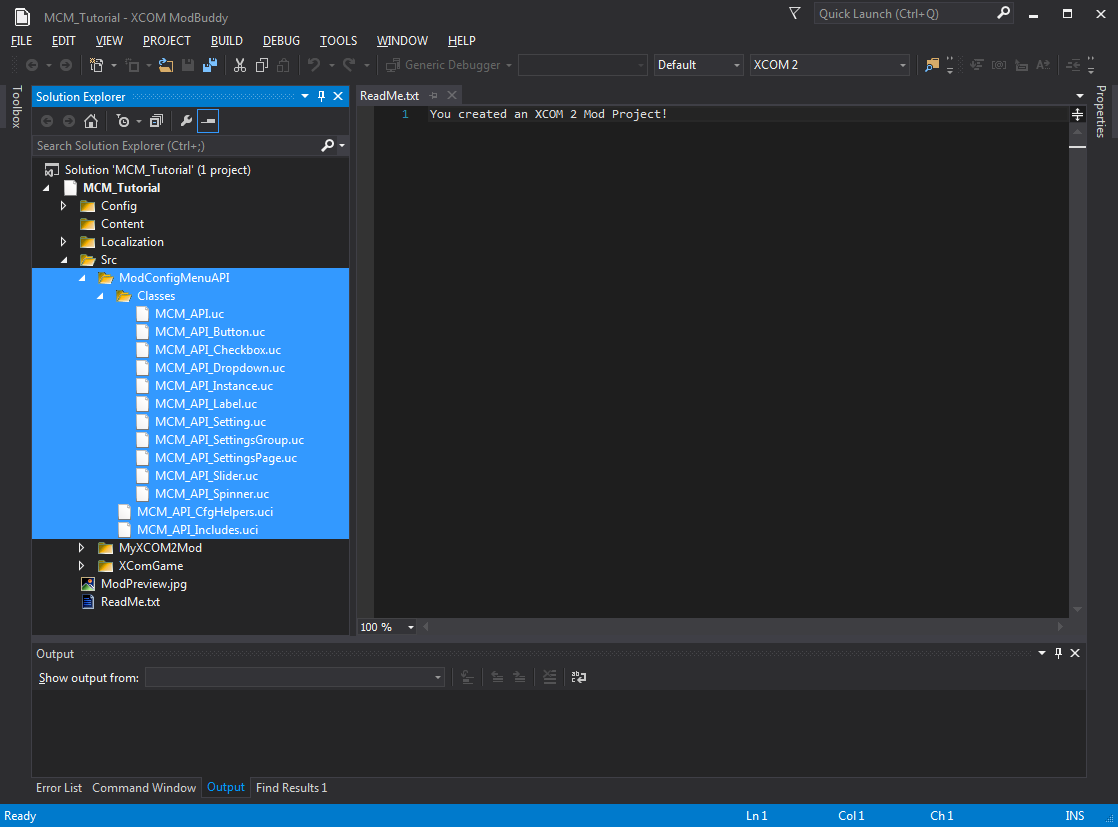 MCM_Tutorial - XCOM ModBuddy
Quick Launch (Ctrl+Q)
FILE EDIT VIEW PROJECT BUILD DEBUG TOOLS WINDOW HELP
Generic Debugger Default XCOM 2
Toolbox
Solution Explorer
ReadMe.txt
Properties
1 You created an XCOM 2 Mod Project!
Search Solution Explorer (Ctrl+;)
Solution 'MCM_Tutorial' (1 project)
MCM_Tutorial
Config
Content
Localization
Src
ModConfigMenuAPI
Classes
MCM_API.uc
MCM_API_Button.uc
MCM_API_Checkbox.uc
MCM_API_Dropdown.uc
MCM_API_Instance.uc
MCM_API_Label.uc
MCM_API_Setting.uc
MCM_API_SettingsGroup.uc
MCM_API_SettingsPage.uc
MCM_API_Slider.uc
MCM_API_Spinner.uc
MCM_API_CfgHelpers.uci
MCM_API_Includes.uci
MyXCOM2Mod
XComGame
ModPreview.jpg
ReadMe.txt
100 %
Output
Show output from:
Error List Command Window Output Find Results 1
Ready Ln 1 Col 1 Ch 1 INS